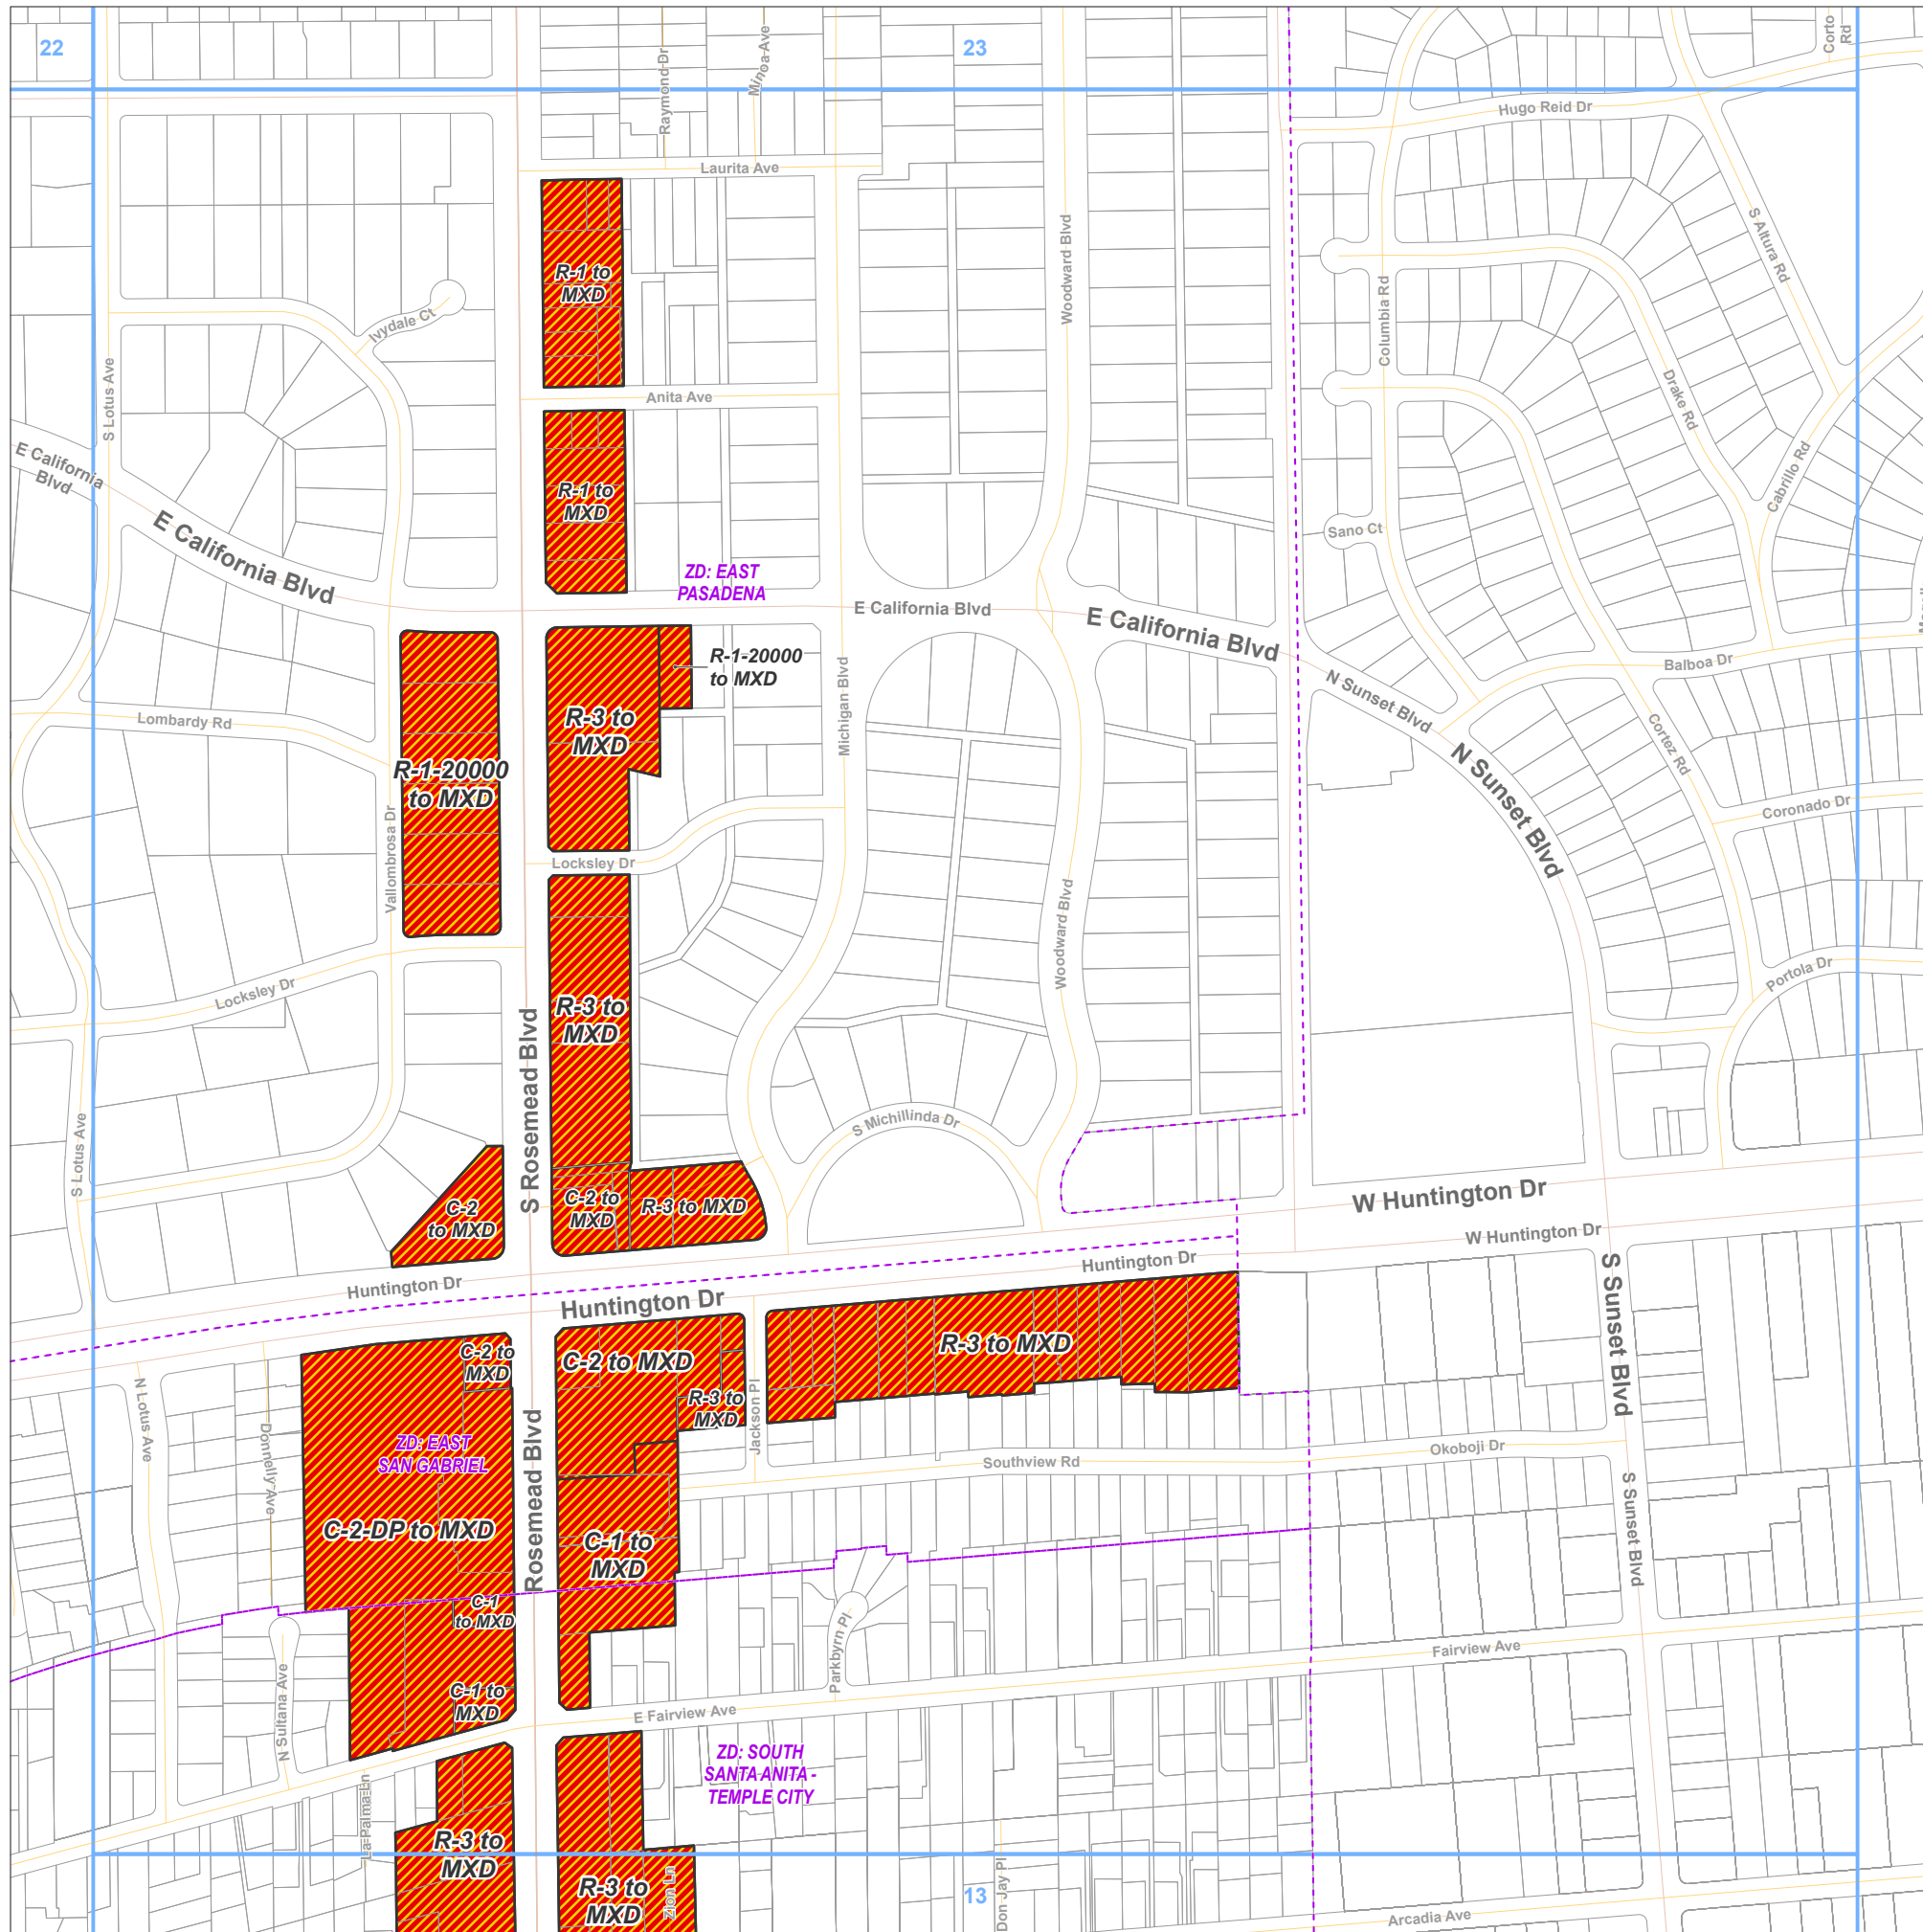 22
23
Corto
Rd
Raymond Dr
Minoa Ave
Hugo Reid Dr
Laurita Ave
S Altura Rd
Woodward Blvd
R-1 to
MXD
Ivydale Ct
Columbia Rd
S Lotus Ave
Anita Ave
Drake Rd
E California
Blvd
R-1 to
MXD
Cabrillo Rd
E California Blvd
Sano Ct
ZD: EAST
PASADENA
E California Blvd
E California Blvd
R-1-20000
to MXD
Balboa Dr
N Sunset Blvd
Lombardy Rd
Michigan Blvd
R-3 to
MXD
Cortez Rd
R-1-20000
to MXD
N Sunset Blvd
Coronado Dr
Vallombrosa Dr
Locksley Dr
Woodward Blvd
Portola Dr
Locksley Dr
R-3 to
MXD
S Rosemead Blvd
S Michillinda Dr
S Lotus Ave
C-2
to MXD
C-2 to
MXD
R-3 to MXD
W Huntington Dr
W Huntington Dr
Huntington Dr
Huntington Dr
Huntington Dr
S Sunset Blvd
C-2 to
MXD
C-2 to MXD
R-3 to MXD
R-3 to
MXD
Jackson Pl
N Lotus Ave
Donnelly Ave
ZD: EAST
SAN GABRIEL
Okoboji Dr
Southview Rd
Rosemead Blvd
C-2-DP to MXD
C-1 to
MXD
S Sunset Blvd
C-1
to MXD
Parkbyrn Pl
Fairview Ave
N Sultana Ave
C-1 to
MXD
E Fairview Ave
ZD: SOUTH
SANTA ANITA -
TEMPLE CITY
La Palma Ln
R-3 to
MXD
R-3 to
MXD
Zion Ln
13
Don Jay Pl
Arcadia Ave